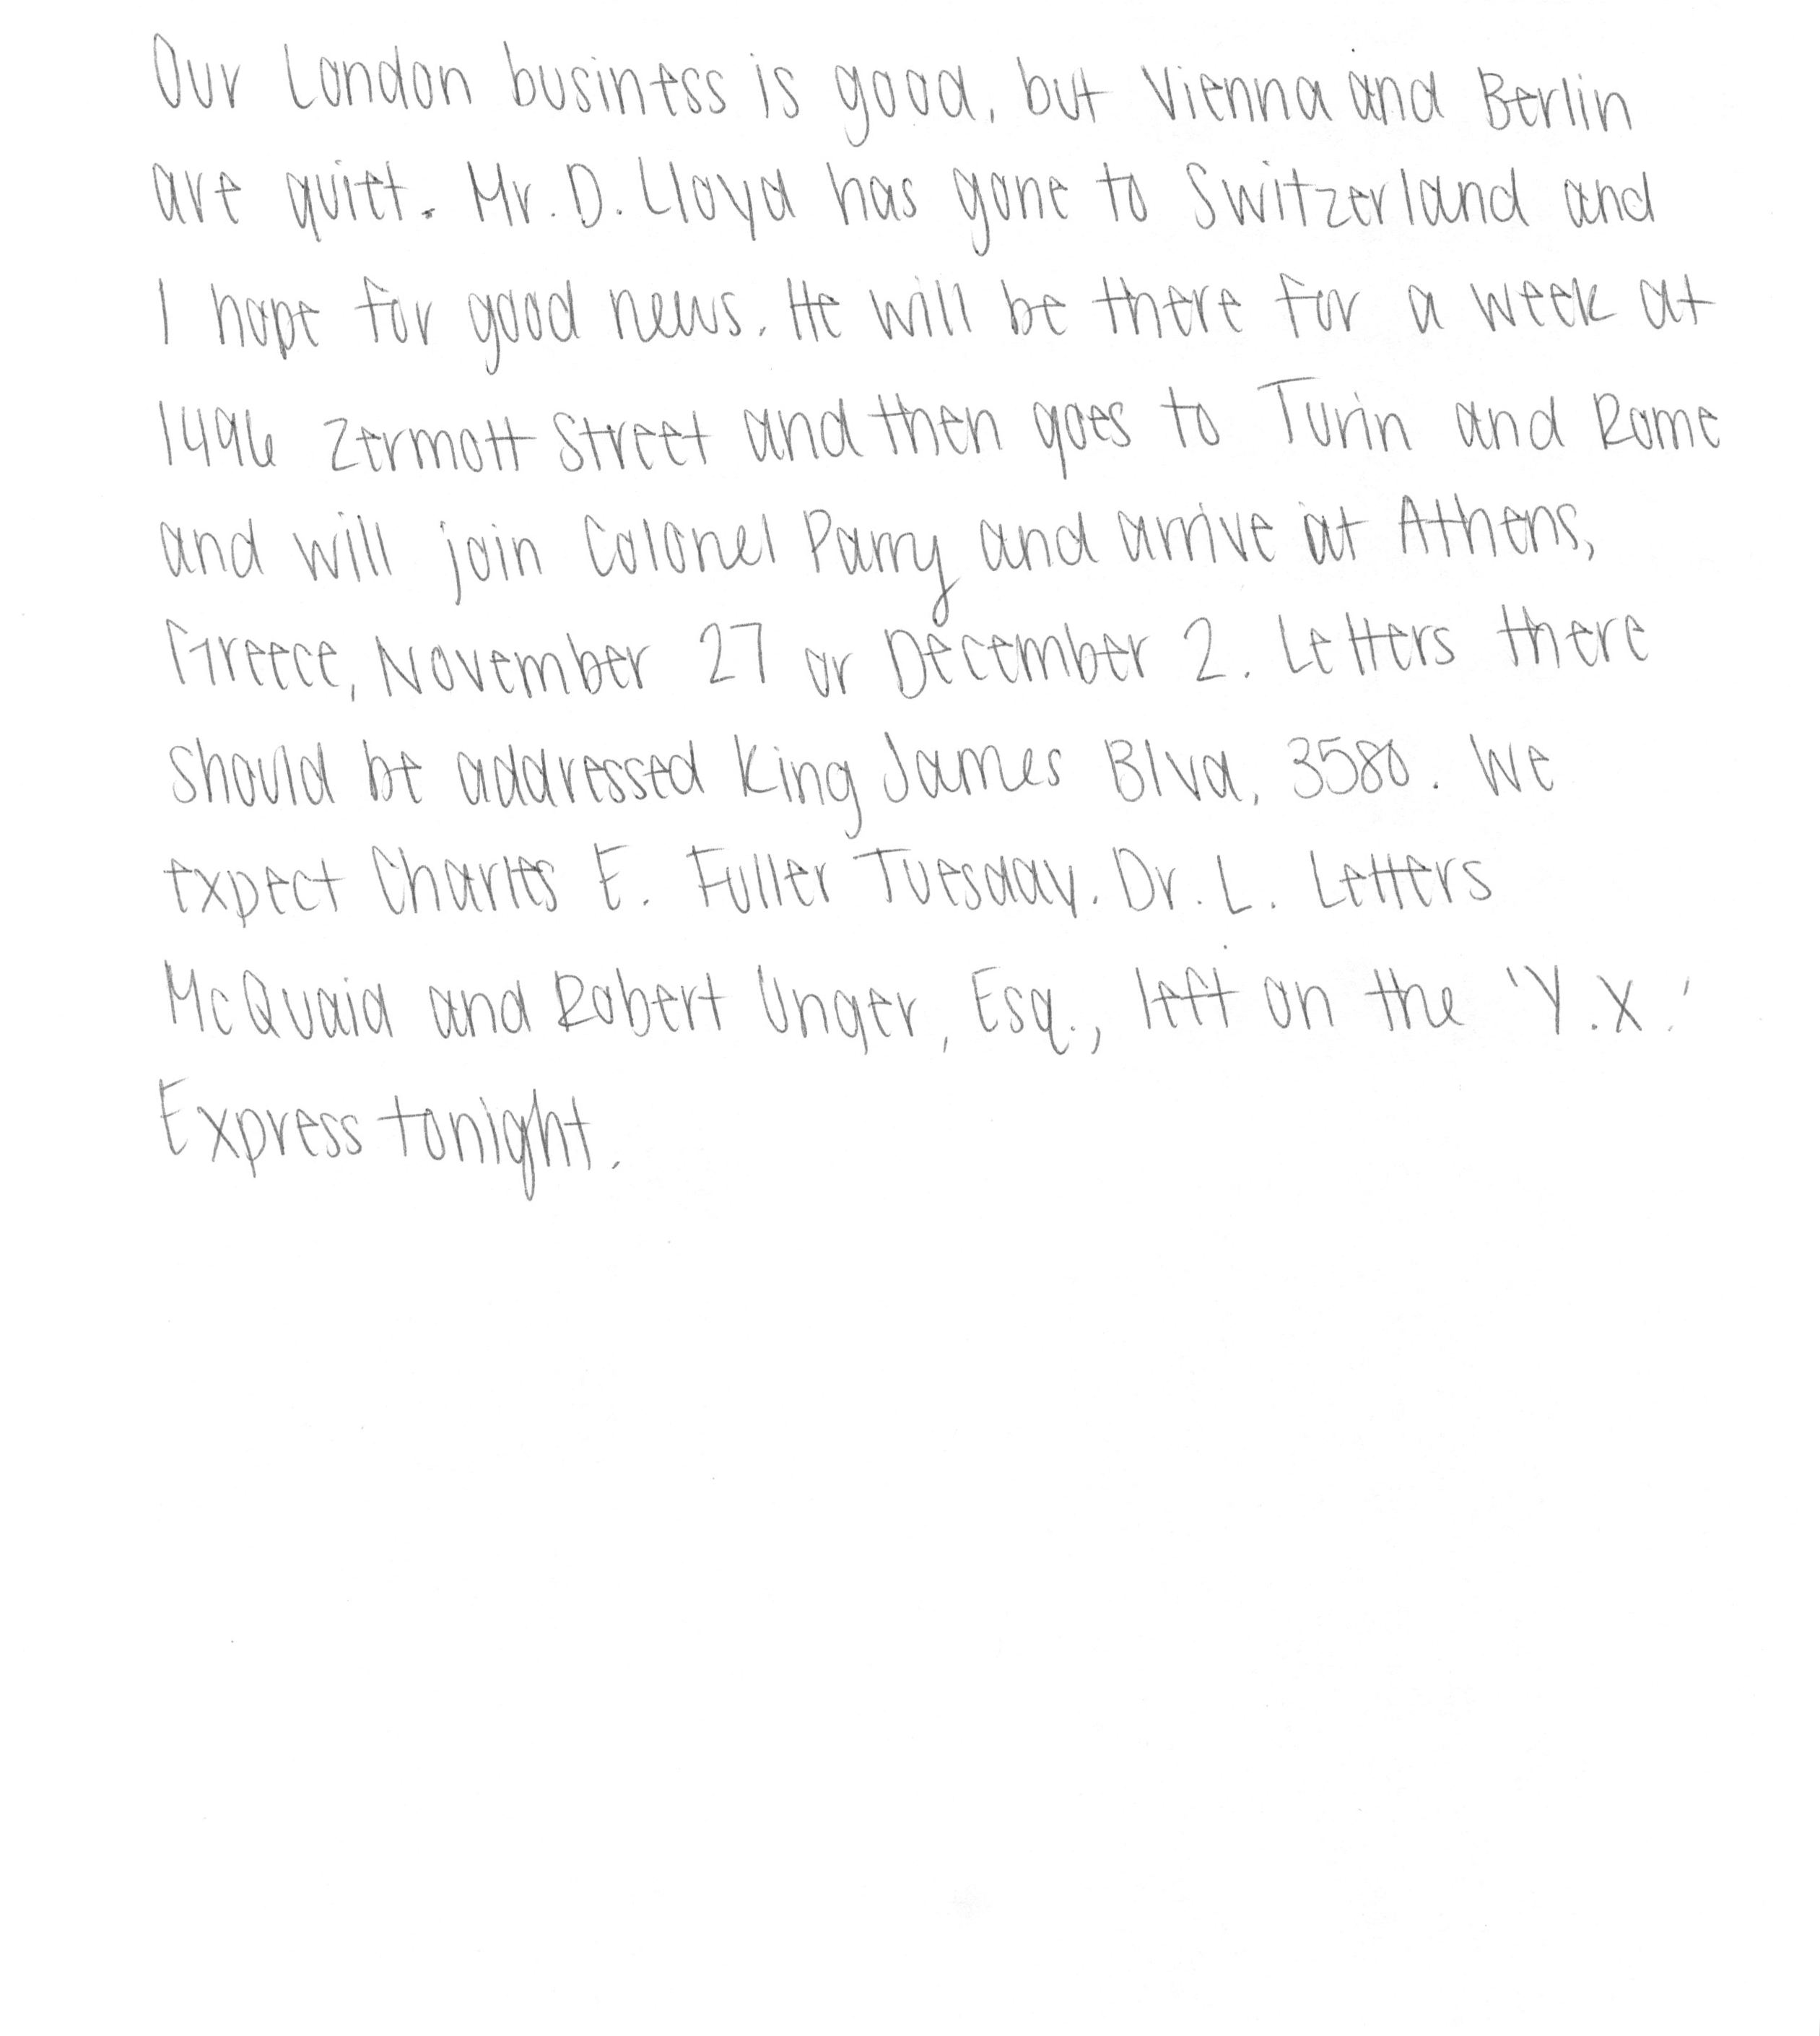 Our London business is good, but Vienna and Berlin
are quiet. Mr. D. Lloyd has gone to Switzerland and
I hope for good news. He will be there for a week at
1496 Zermott Street and then goes to Turin and Rome
and will join Colonel Parry and arrive at Athens,
Greece, November 27 or December 2. Letters there
should be addressed King James Blvd, 3580. We
expect Charles E. Fuller Tuesday. Dr. L. Letters
McQuaid and Robert Unger, Esq., left on the 'Y.X.'
Express tonight.